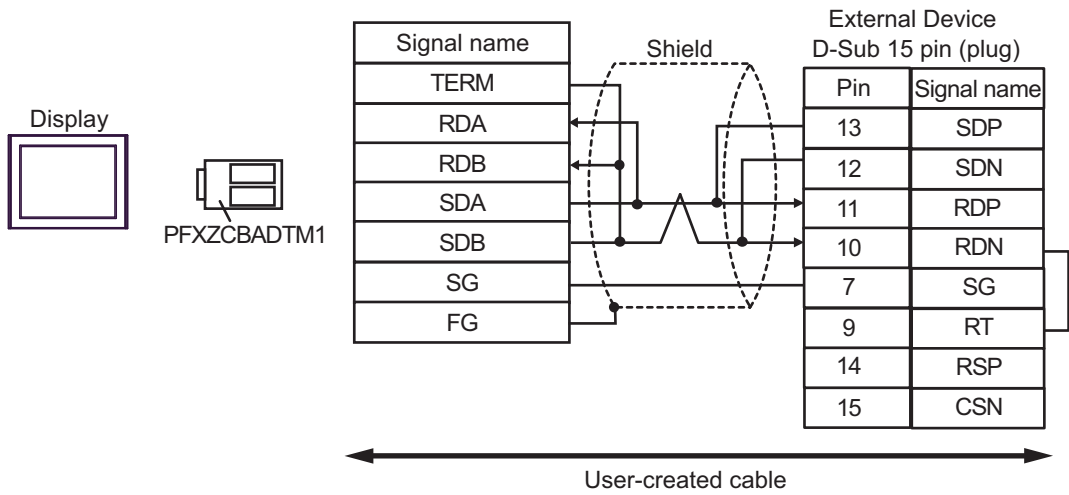 Display
PFXZCBADTM1
Signal name
TERM
RDA
RDB
SDA
SDB
SG
FG
Shield
External Device
D-Sub 15 pin (plug)
Pin Signal name
13 SDP
12 SDN
11 RDP
10 RDN
7 SG
9 RT
14 RSP
15 CSN
User-created cable